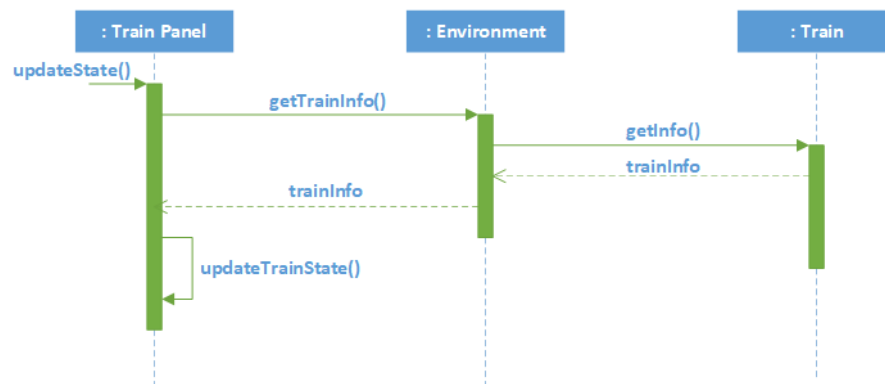 : Train Panel
: Environment
: Train
updateState()
getTrainInfo()
getInfo()
trainInfo
trainInfo
updateTrainState()